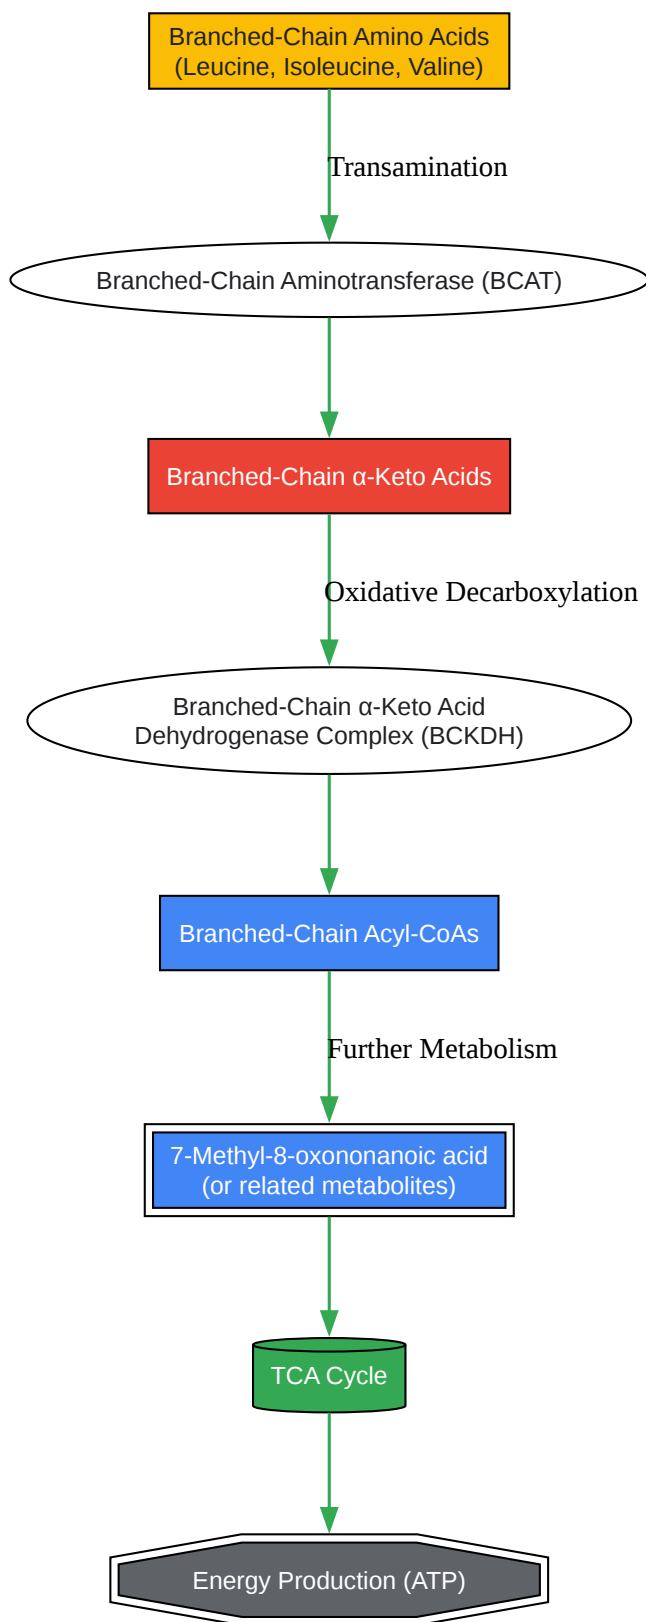 Branched-Chain Amino Acids
(Leucine, Isoleucine, Valine)
Transamination
Branched-Chain Aminotransferase (BCAT)
Branched-Chain α-Keto Acids
Oxidative Decarboxylation
Branched-Chain α-Keto Acid
Dehydrogenase Complex (BCKDH)
Branched-Chain Acyl-CoAs
Further Metabolism
7-Methyl-8-oxononanoic acid
(or related metabolites)
TCA Cycle
Energy Production (ATP)